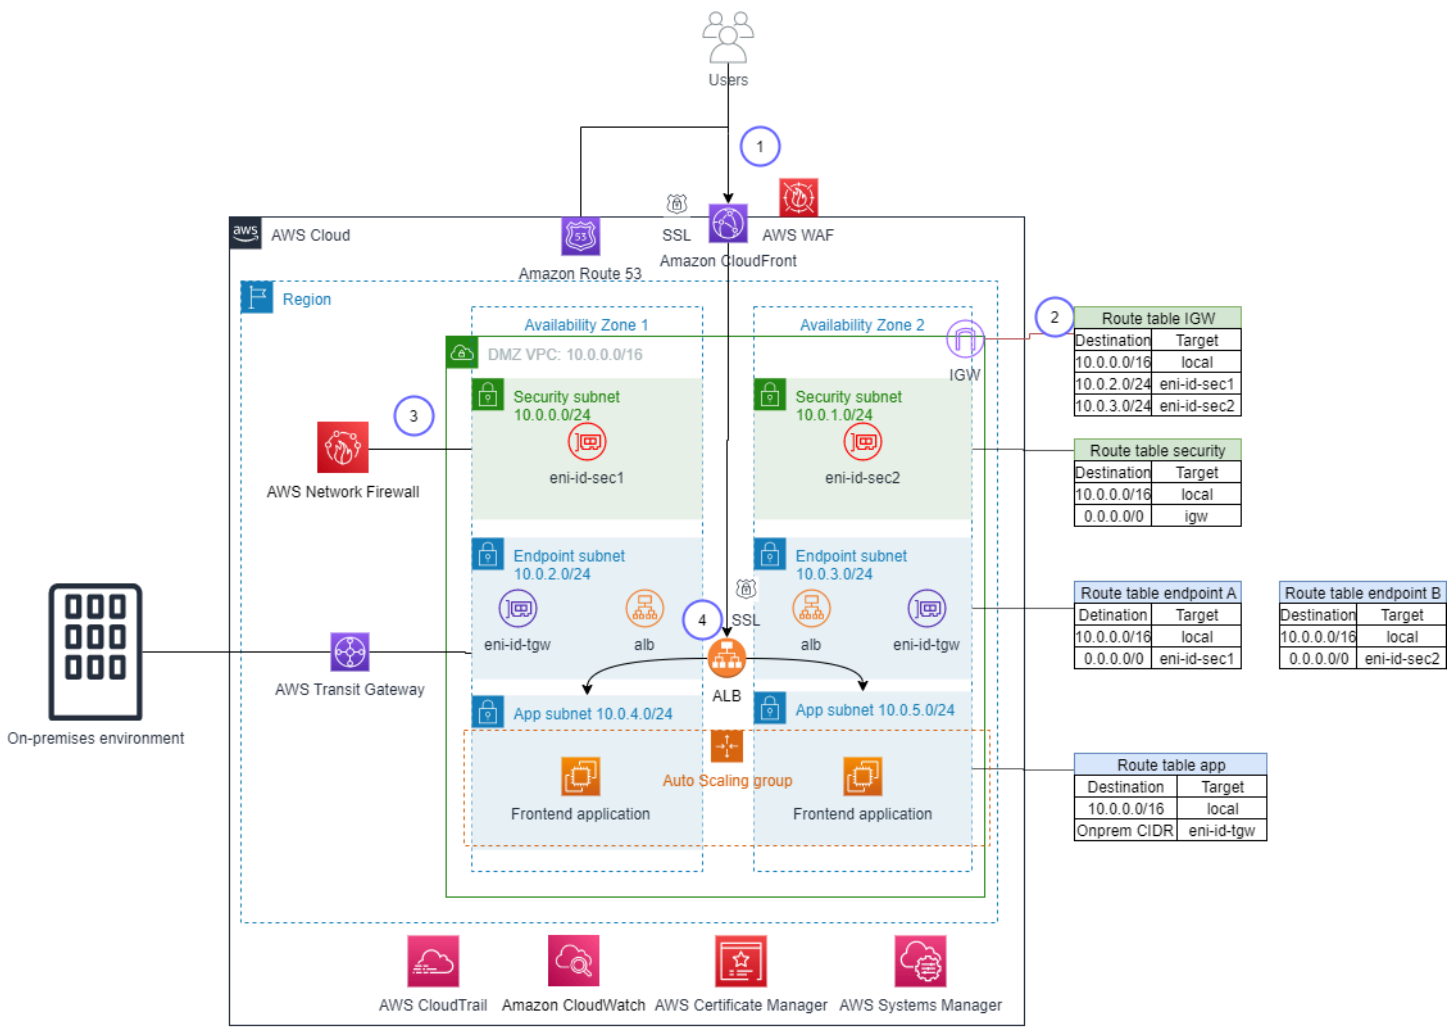 Users
1
aws
AWS Cloud
53
Amazon Route 53
SSL
AWS WAF
Amazon CloudFront
Region
Availability Zone 1
Availability Zone 2
DMZ VPC: 10.0.0.0/16
IGW
2
Route table IGW
Destination Target
10.0.0.0/16 local
10.0.2.0/24 eni-id-sec1
10.0.3.0/24 eni-id-sec2
Security subnet
10.0.0.0/24
eni-id-sec1
Security subnet
10.0.1.0/24
eni-id-sec2
3
AWS Network Firewall
Route table security
Destination Target
10.0.0.0/16 local
0.0.0.0/0 igw
Endpoint subnet
10.0.2.0/24
eni-id-tgw
alb
Endpoint subnet
10.0.3.0/24
alb
eni-id-tgw
4
SSL
ALB
Route table endpoint A
Detination Target
10.0.0.0/16 local
0.0.0.0/0 eni-id-sec1
Route table endpoint B
Destination Target
10.0.0.0/16 local
0.0.0.0/0 eni-id-sec2
On-premises environment
AWS Transit Gateway
App subnet 10.0.4.0/24
App subnet 10.0.5.0/24
Auto Scaling group
Frontend application
Frontend application
Route table app
Destination Target
10.0.0.0/16 local
Onprem CIDR eni-id-tgw
AWS CloudTrail
Amazon CloudWatch
AWS Certificate Manager
AWS Systems Manager